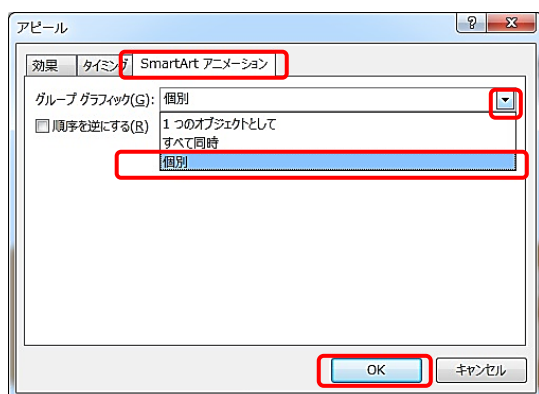 アピール
効果 タイミング SmartArt アニメーション
グループ グラフィック(G): 個別
順序を逆にする(R)
1 つのオブジェクトとして
すべて同時
個別
OK キャンセル